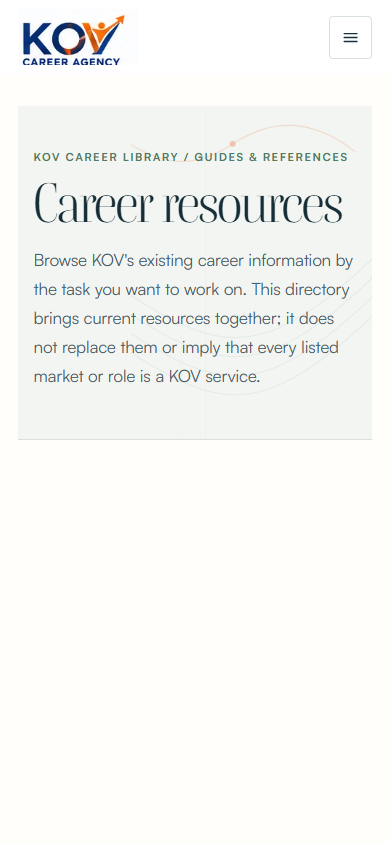 KOV
CAREER AGENCY
KOV CAREER LIBRARY / GUIDES & REFERENCES
Career resources
Browse KOV's existing career information by
the task you want to work on. This directory
brings current resources together; it does
not replace them or imply that every listed
market or role is a KOV service.